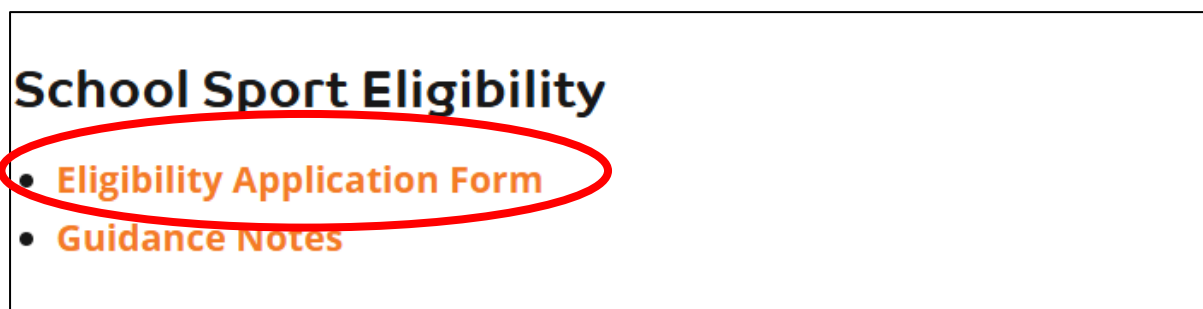 School Sport Eligibility
Eligibility Application Form
Guidance Notes